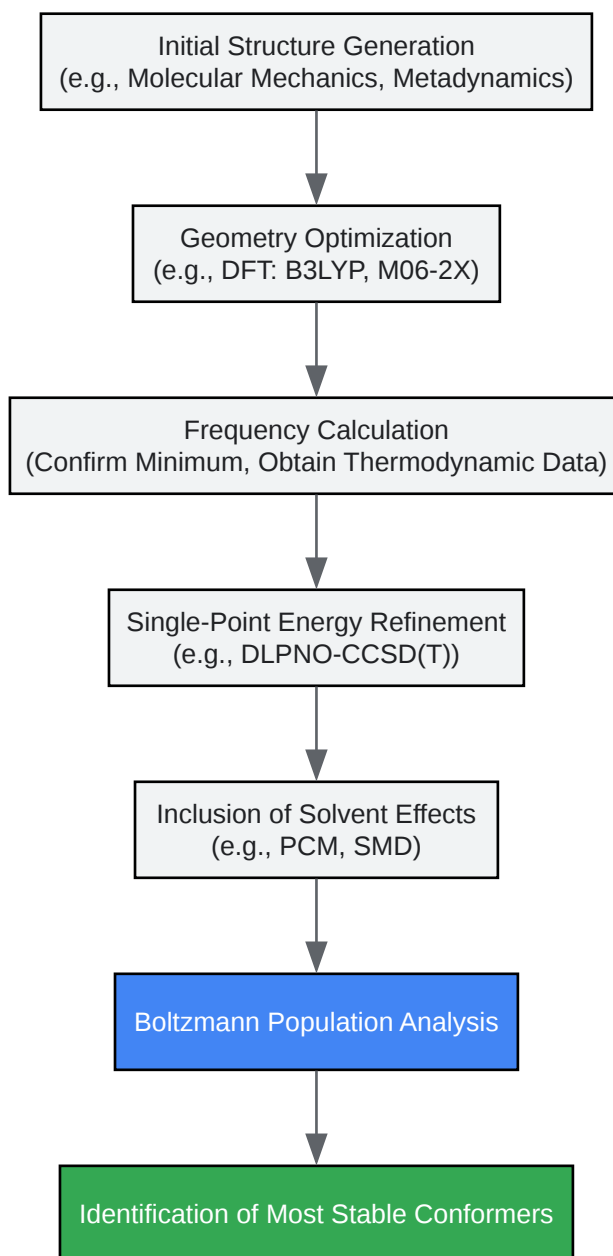 Initial Structure Generation
(e.g., Molecular Mechanics, Metadynamics)
Geometry Optimization
(e.g., DFT: B3LYP, M06-2X)
Frequency Calculation
(Confirm Minimum, Obtain Thermodynamic Data)
Single-Point Energy Refinement
(e.g., DLPNO-CCSD(T))
Inclusion of Solvent Effects
(e.g., PCM, SMD)
Boltzmann Population Analysis
Identification of Most Stable Conformers